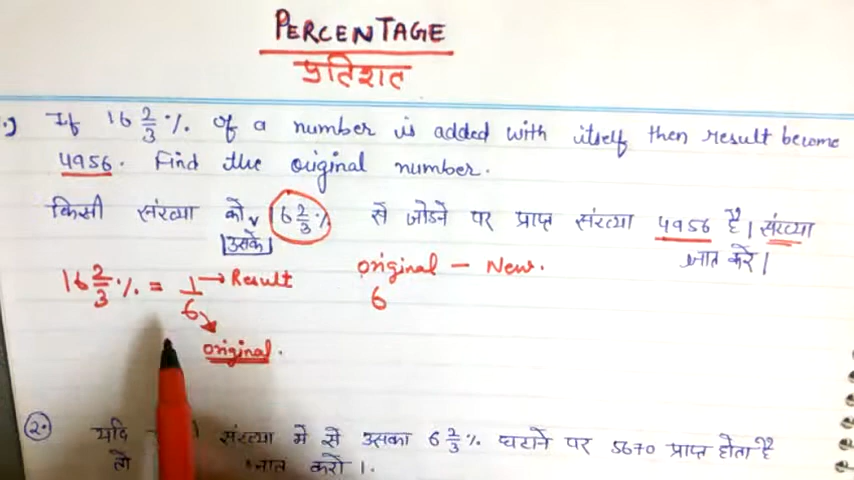 PERCENTAGE
प्रतिशत
.) If 16 2/3 % of a number is added with itself then result become
4956. Find the original number.
किसी संख्या को 16 2/3 % से जोडने पर प्राप्त संख्या 4956 है। संख्या
उसके ज्ञात करें।
16 2/3 % = 1/6 → Result
original.
original - New.
6
2. यदि संख्या में से उसका 6 2/3 % घटाने पर 5670 प्राप्त होता है
तो ज्ञात करो।.